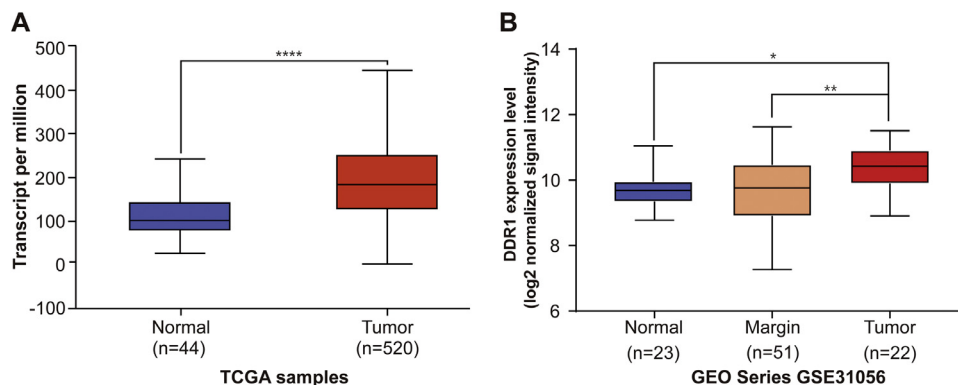 A
Transcript per million
500
400
300
200
100
0
-100
****
Normal
(n=44)
Tumor
(n=520)
TCGA samples
B
DDR1 expression level
(log2 normalized signal intensity)
14
12
10
8
6
*
**
Normal
(n=23)
Margin
(n=51)
Tumor
(n=22)
GEO Series GSE31056